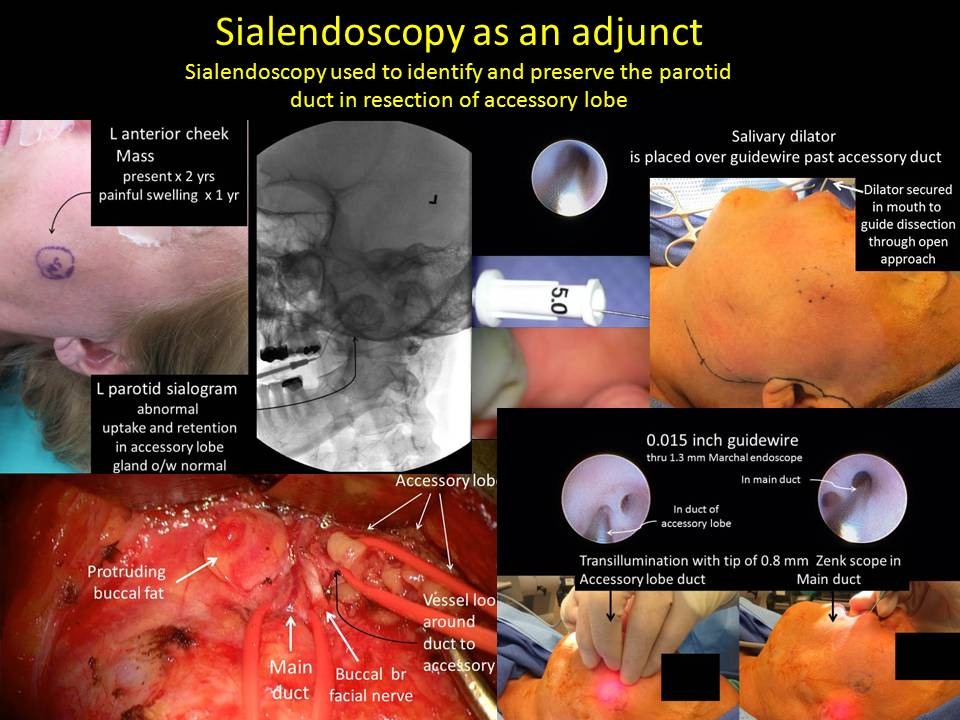 Sialendoscopy as an adjunct
Sialendoscopy used to identify and preserve the parotid
duct in resection of accessory lobe
L anterior cheek
Mass
present x 2 yrs
painful swelling x 1 yr
L
L parotid sialogram
abnormal
uptake and retention
in accessory lobe
gland o/w normal
Salivary dilator
is placed over guidewire past accessory duct
Dilator secured
in mouth to
guide dissection
through open
approach
5.0
0.015 inch guidewire
thru 1.3 mm Marchal endoscope
In main duct
In duct of
accessory lobe
Transillumination with tip of 0.8 mm Zenk scope in
Accessory lobe duct
Main duct
Accessory lobe
Protruding
buccal fat
Vessel loo
around
duct to
accessory
Main
duct
Buccal br
facial nerve